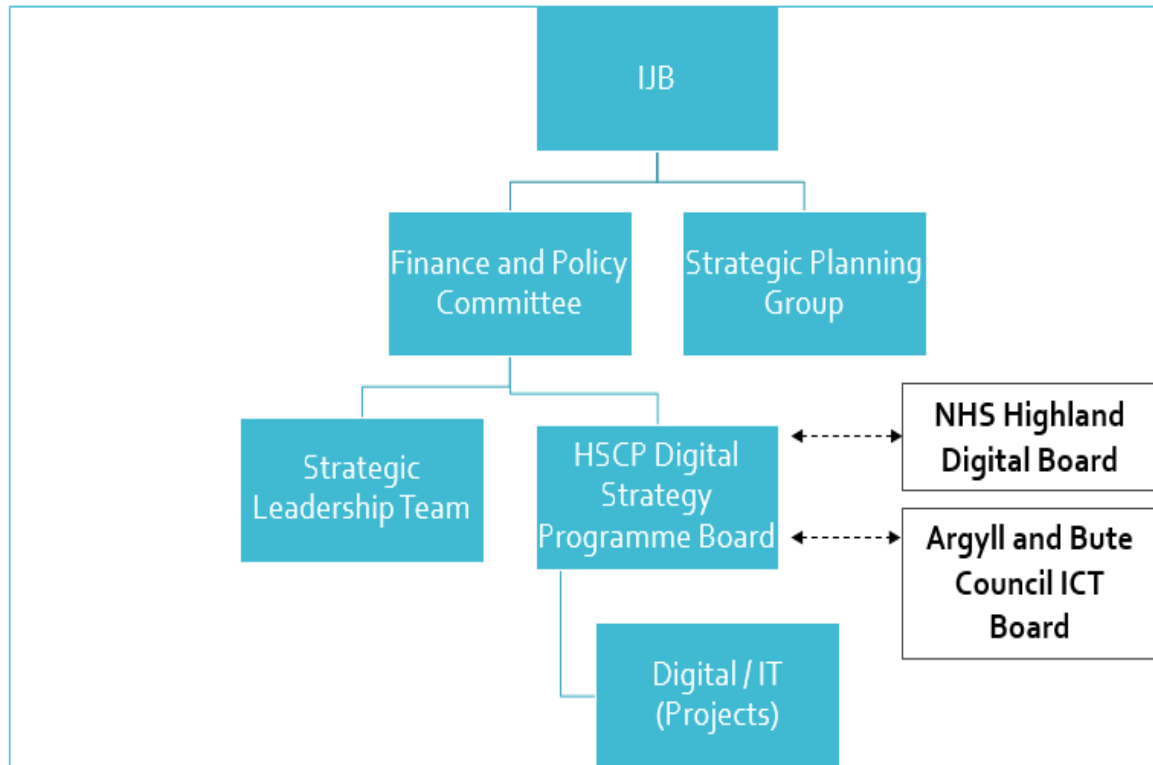 IJB
Finance and Policy
Committee
Strategic Planning
Group
Strategic
Leadership Team
HSCP Digital
Strategy
Programme Board
NHS Highland
Digital Board
Argyll and Bute
Council ICT
Board
Digital / IT
(Projects)